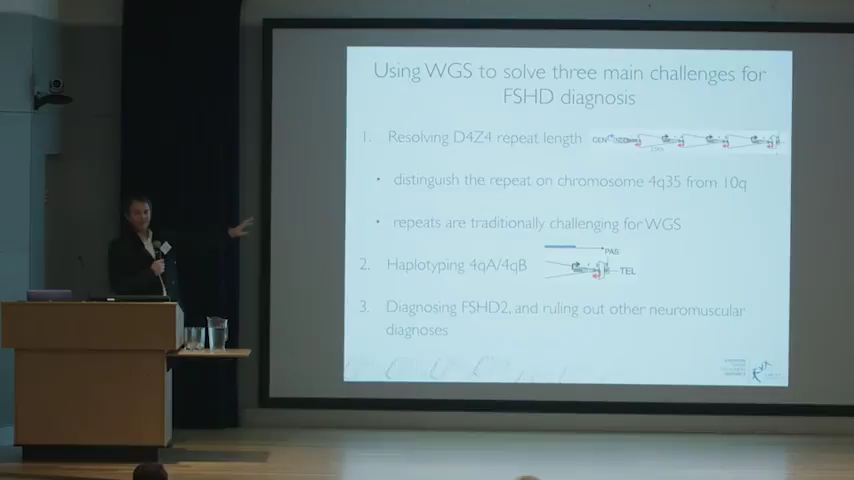 Using WGS to solve three main challenges for
FSHD diagnosis
1. Resolving D4Z4 repeat length
CEN
• distinguish the repeat on chromosome 4q35 from 10q
• repeats are traditionally challenging for WGS
PAS
2. Haplotyping 4qA/4qB
TEL
3. Diagnosing FSHD2, and ruling out other neuromuscular
diagnoses